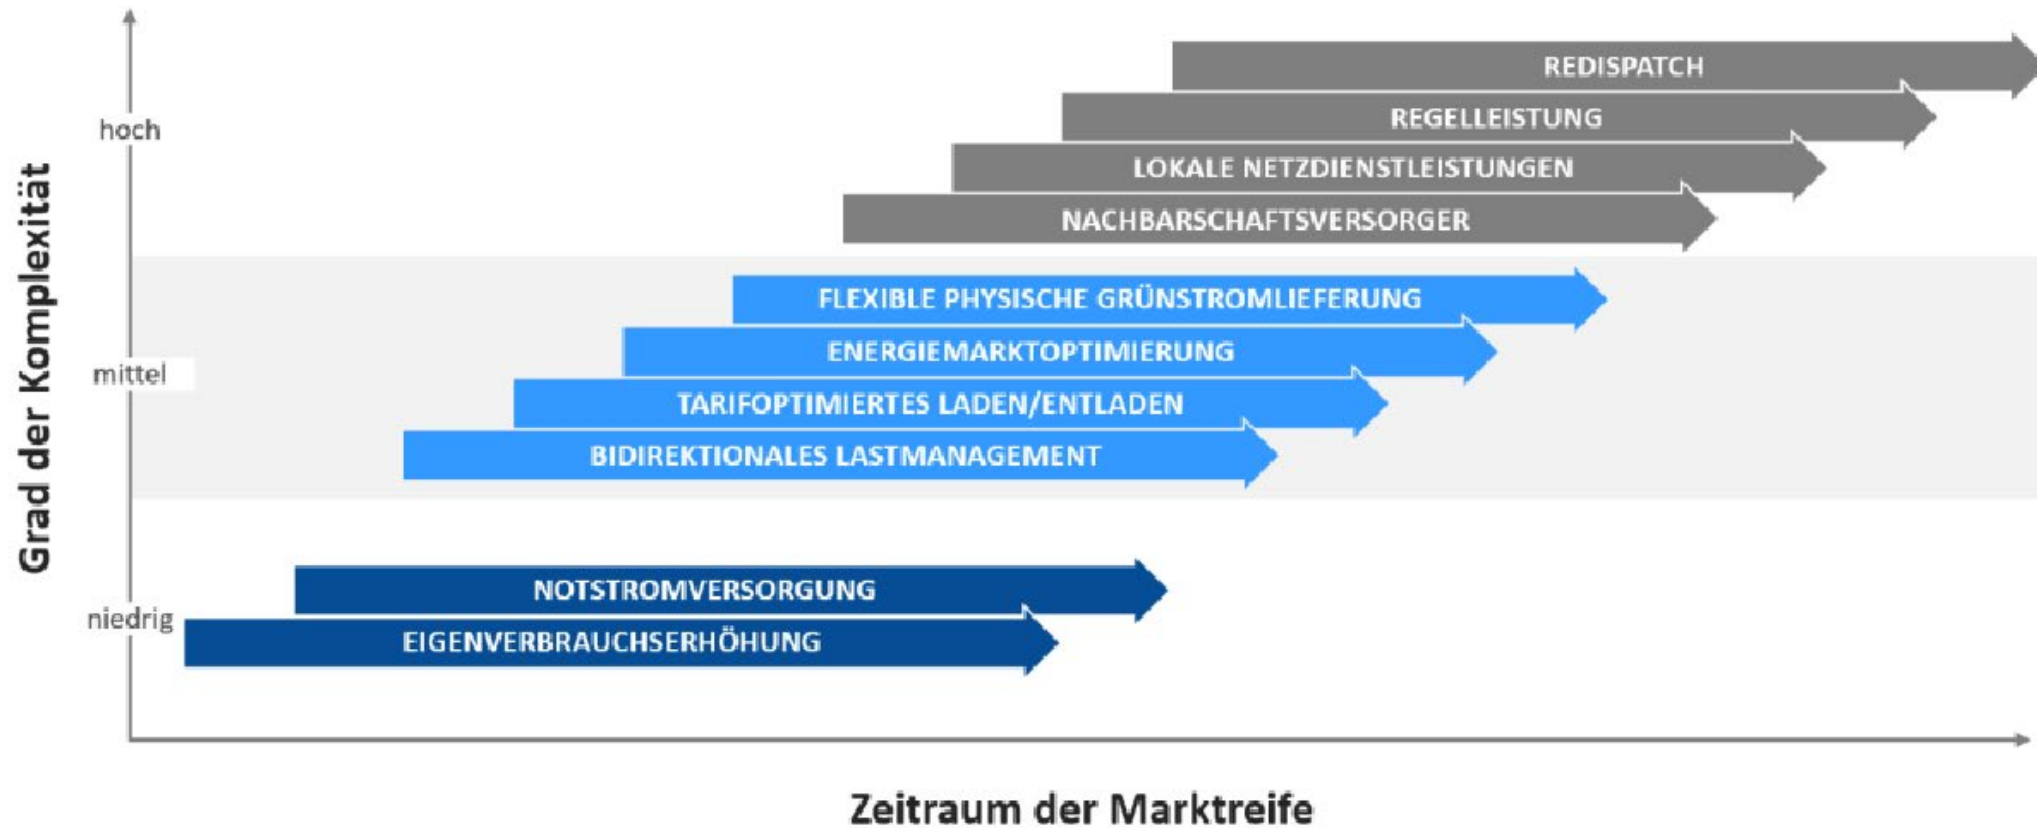 REDISPATCH
REGELLEISTUNG
hoch
LOKALE NETZDIENSTLEISTUNGEN
NACHBARSCHAFTSVERSORGER
FLEXIBLE PHYSISCHE GRÜNSTROMLIEFERUNG
ENERGIEMARKTOPTIMIERUNG
mittel
TARIFOPTIMIERTES LADEN/ENTLADEN
BIDIREKTIONALES LASTMANAGEMENT
Grad der Komplexität
NOTSTROMVERSORGUNG
niedrig
EIGENVERBRAUCHSERHÖHUNG
Zeitraum der Marktreife